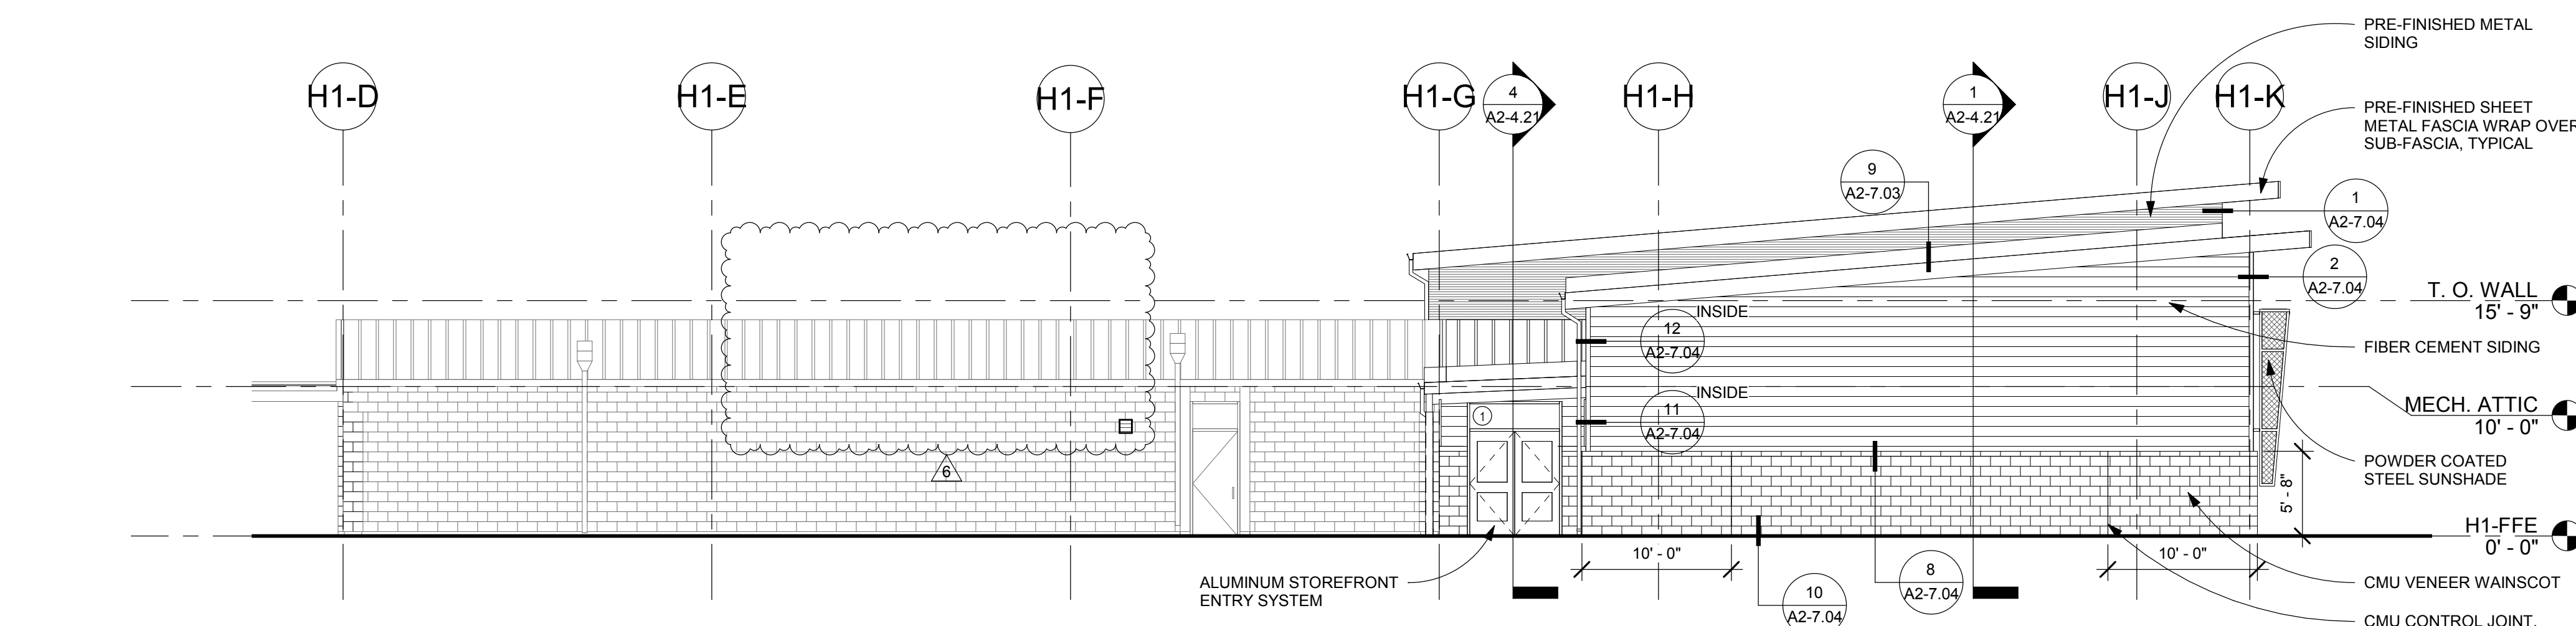 PRE-FINISHED METAL
SIDING
H1-D
H1-E
H1-F
H1-G
4
A2-4.21
H1-H
1
A2-4.21
H1-J
H1-K
PRE-FINISHED SHEET
METAL FASCIA WRAP OVER
SUB-FASCIA, TYPICAL
9
A2-7.03
1
A2-7.04
2
A2-7.04
T. O. WALL
15' - 9"
INSIDE
12
A2-7.04
FIBER CEMENT SIDING
INSIDE
11
A2-7.04
1
MECH. ATTIC
10' - 0"
6
POWDER COATED
STEEL SUNSHADE
5' - 8"
H1-FFE
0' - 0"
10' - 0"
10' - 0"
ALUMINUM STOREFRONT
ENTRY SYSTEM
8
A2-7.04
10
A2-7.04
CMU VENEER WAINSCOT
CMU CONTROL JOINT,